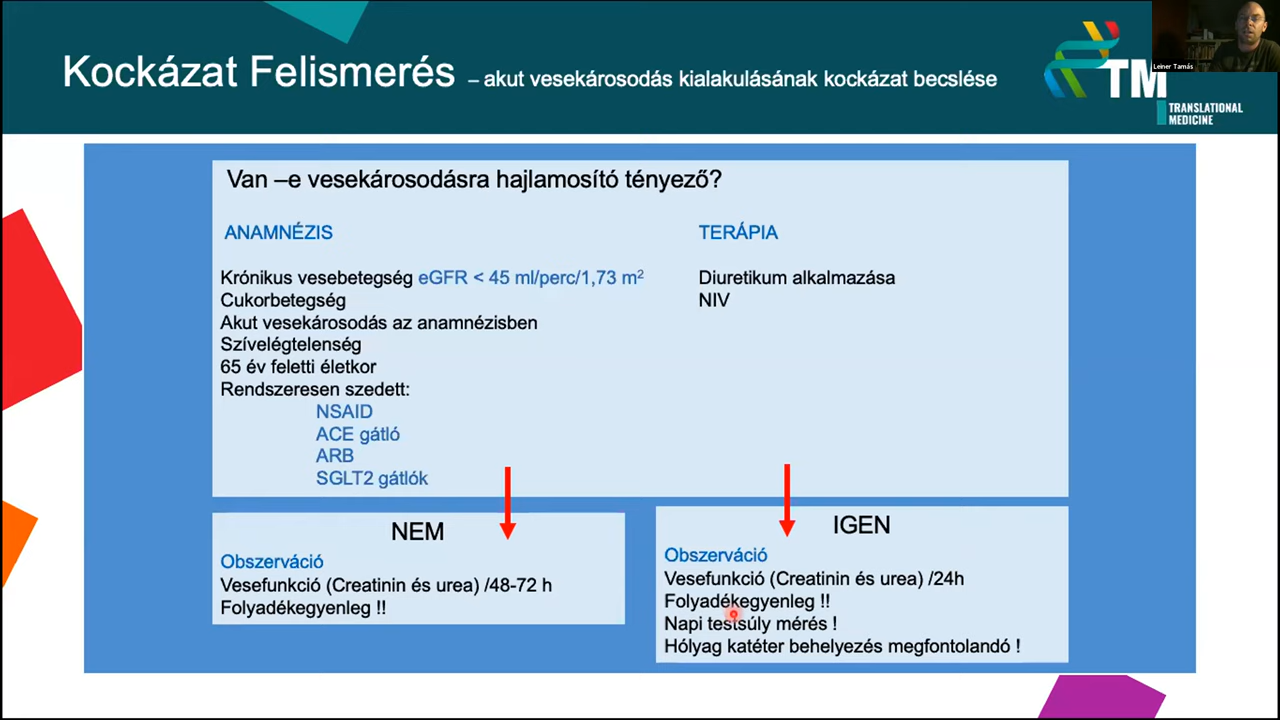 Kockázat Felismerés – akut vesekárosodás kialakulásának kockázat becslése
Leiner Tamás
TM
TRANSLATIONAL
MEDICINE
Van –e vesekárosodásra hajlamosító tényező?
ANAMNÉZIS
Krónikus vesebetegség eGFR < 45 ml/perc/1,73 m²
Cukorbetegség
Akut vesekárosodás az anamnézisben
Szívelégtelenség
65 év feletti életkor
Rendszeresen szedett:
NSAID
ACE gátló
ARB
SGLT2 gátlók
TERÁPIA
Diuretikum alkalmazása
NIV
NEM
Obszerváció
Vesefunkció (Creatinin és urea) /48-72 h
Folyadékegyenleg !!
IGEN
Obszerváció
Vesefunkció (Creatinin és urea) /24h
Folyadékegyenleg !!
Napi testsúly mérés !
Hólyag katéter behelyezés megfontolandó !